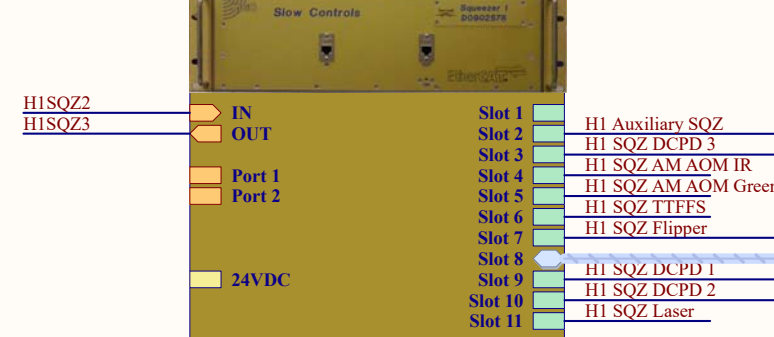 Slow Controls
Squeezer 1
D0902578
EtherCAT
H1SQZ2
H1SQZ3
IN
OUT
Port 1
Port 2
24VDC
Slot 1
Slot 2 H1 Auxiliary SQZ
Slot 3 H1 SQZ DCPD 3
Slot 4 H1 SQZ AM AOM IR
Slot 5 H1 SQZ AM AOM Green
Slot 6 H1 SQZ TTFFS
Slot 7 H1 SQZ Flipper
Slot 8
Slot 9 H1 SQZ DCPD 1
Slot 10 H1 SQZ DCPD 2
Slot 11 H1 SQZ Laser